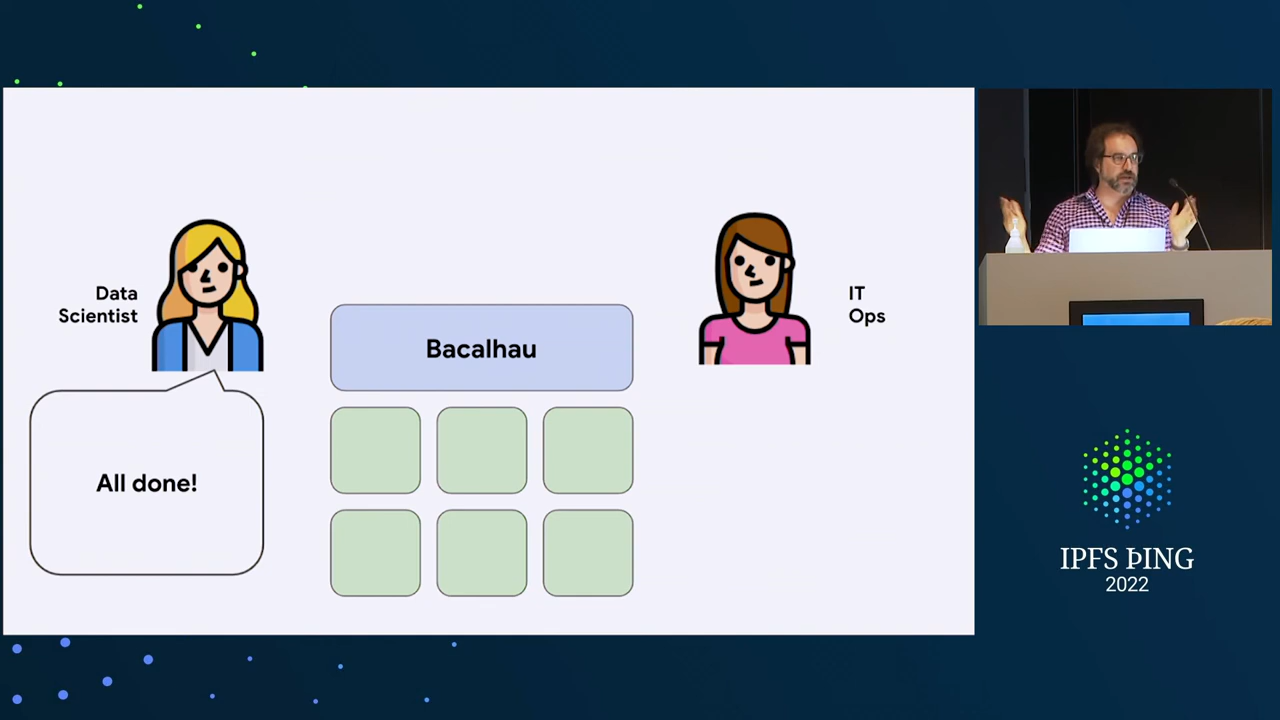 Data
Scientist
Bacalhau
IT
Ops
All done!
IPFS ÞING
2022